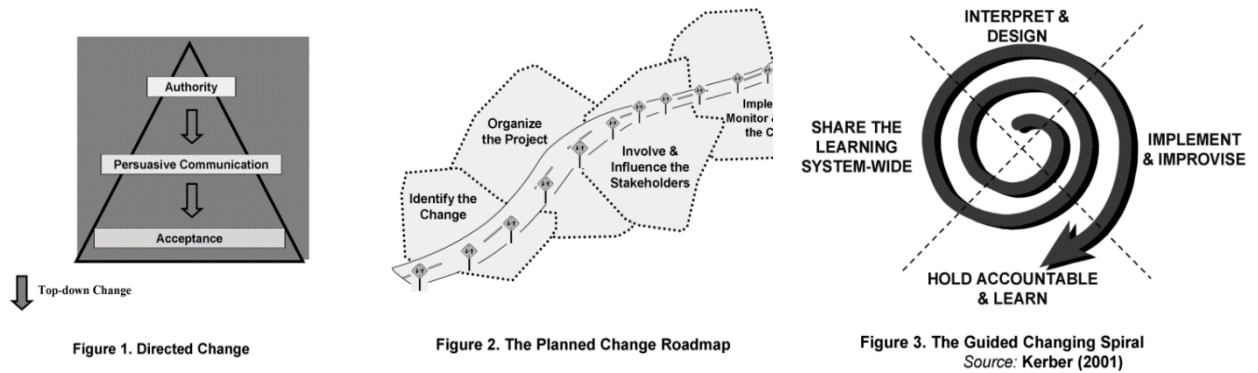 Authority
Persuasive Communication
Acceptance
Top-down Change
Figure 1. Directed Change
Identify the
Change
Organize
the Project
Involve &
Influence the
Stakeholders
Monitor
the
Figure 2. The Planned Change Roadmap
INTERPRET &
DESIGN
SHARE THE
LEARNING
SYSTEM-WIDE
IMPLEMENT
& IMPROVISE
HOLD ACCOUNTABLE
& LEARN
Figure 3. The Guided Changing Spiral
Source: Kerber (2001)